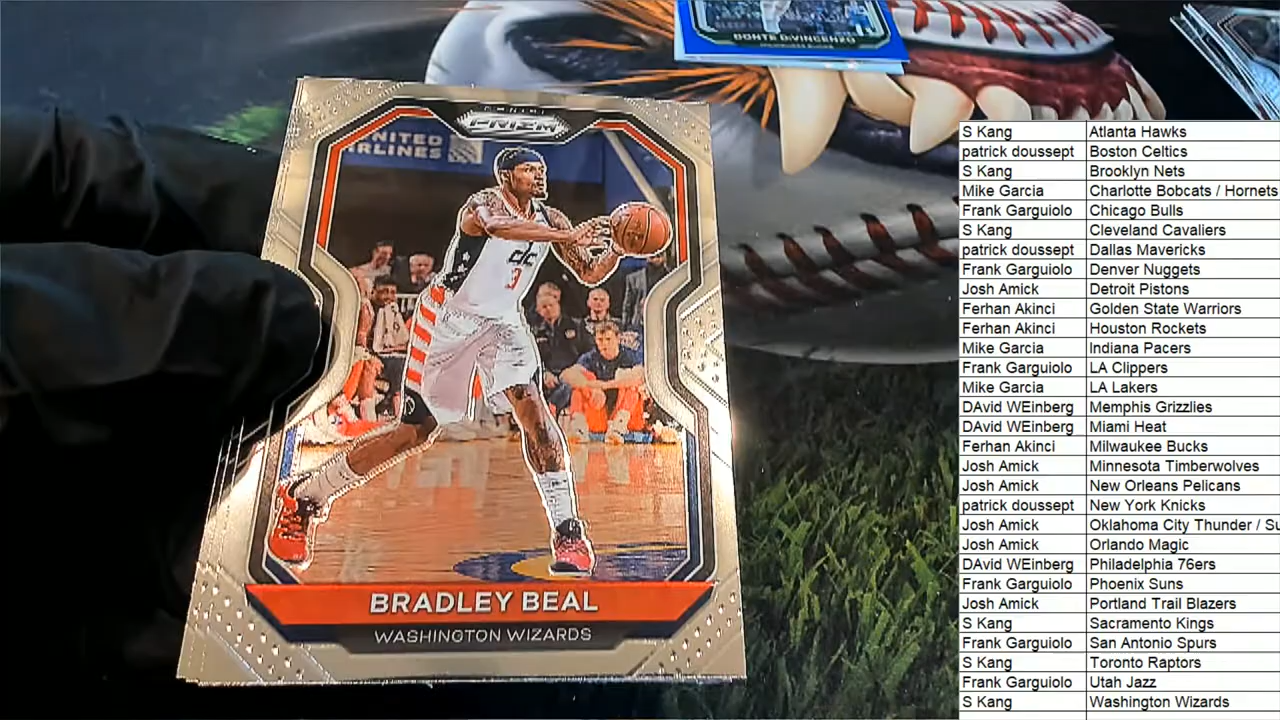 DONTE DiVINCENZO
MILWAUKEE BUCKS
PANINI
PRIZM
UNITED
AIRLINES
dc
3
BRADLEY BEAL
WASHINGTON WIZARDS
S Kang Atlanta Hawks
patrick doussept Boston Celtics
S Kang Brooklyn Nets
Mike Garcia Charlotte Bobcats / Hornets
Frank Garguiolo Chicago Bulls
S Kang Cleveland Cavaliers
patrick doussept Dallas Mavericks
Frank Garguiolo Denver Nuggets
Josh Amick Detroit Pistons
Ferhan Akinci Golden State Warriors
Ferhan Akinci Houston Rockets
Mike Garcia Indiana Pacers
Frank Garguiolo LA Clippers
Mike Garcia LA Lakers
DAvid WEinberg Memphis Grizzlies
DAvid WEinberg Miami Heat
Ferhan Akinci Milwaukee Bucks
Josh Amick Minnesota Timberwolves
Josh Amick New Orleans Pelicans
patrick doussept New York Knicks
Josh Amick Oklahoma City Thunder / Su
Josh Amick Orlando Magic
DAvid WEinberg Philadelphia 76ers
Frank Garguiolo Phoenix Suns
Josh Amick Portland Trail Blazers
S Kang Sacramento Kings
Frank Garguiolo San Antonio Spurs
S Kang Toronto Raptors
Frank Garguiolo Utah Jazz
S Kang Washington Wizards